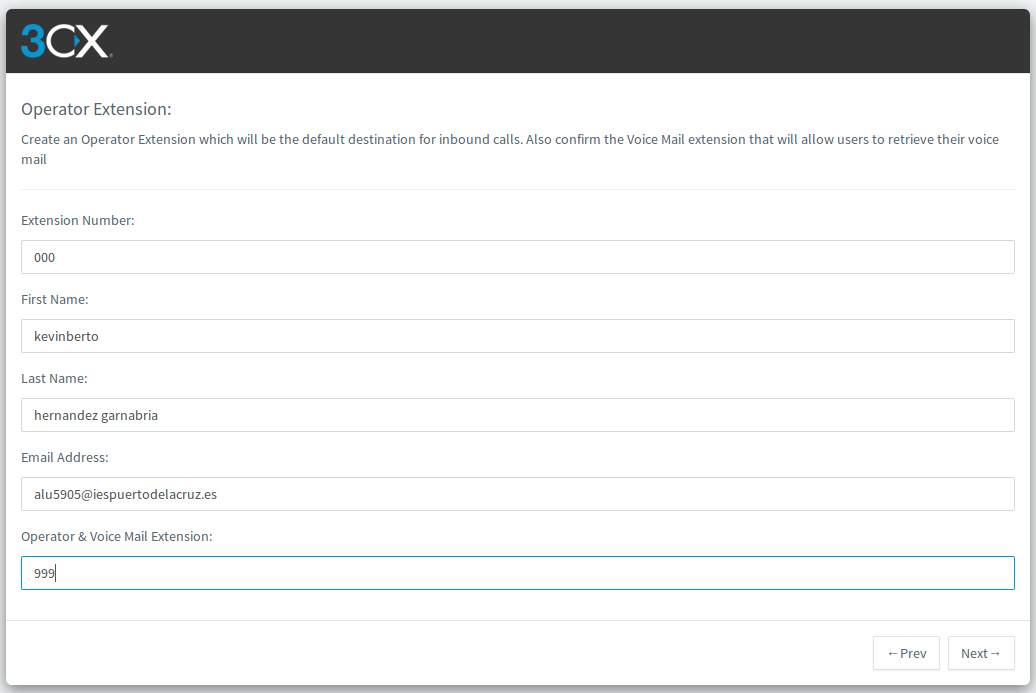 3CX
Operator Extension:
Create an Operator Extension which will be the default destination for inbound calls. Also confirm the Voice Mail extension that will allow users to retrieve their voice
mail
Extension Number:
000
First Name:
kevinberto
Last Name:
hernandez garnabria
Email Address:
alu5905@iespuertodelacruz.es
Operator & Voice Mail Extension:
999
←Prev Next→